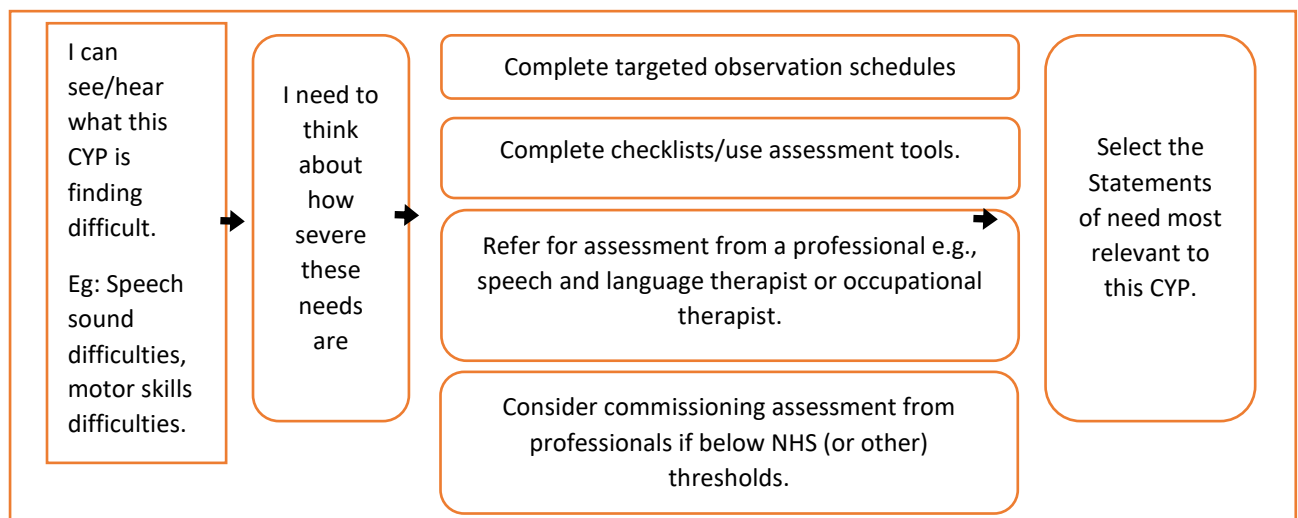 I can
see/hear
what this
CYP is
finding
difficult.
Eg: Speech
sound
difficulties,
motor skills
difficulties.
I need to
think
about
how
severe
these
needs
are
Complete targeted observation schedules
Complete checklists/use assessment tools.
Refer for assessment from a professional e.g.,
speech and language therapist or occupational
therapist.
Consider commissioning assessment from
professionals if below NHS (or other)
thresholds.
Select the
Statements
of need most
relevant to
this CYP.